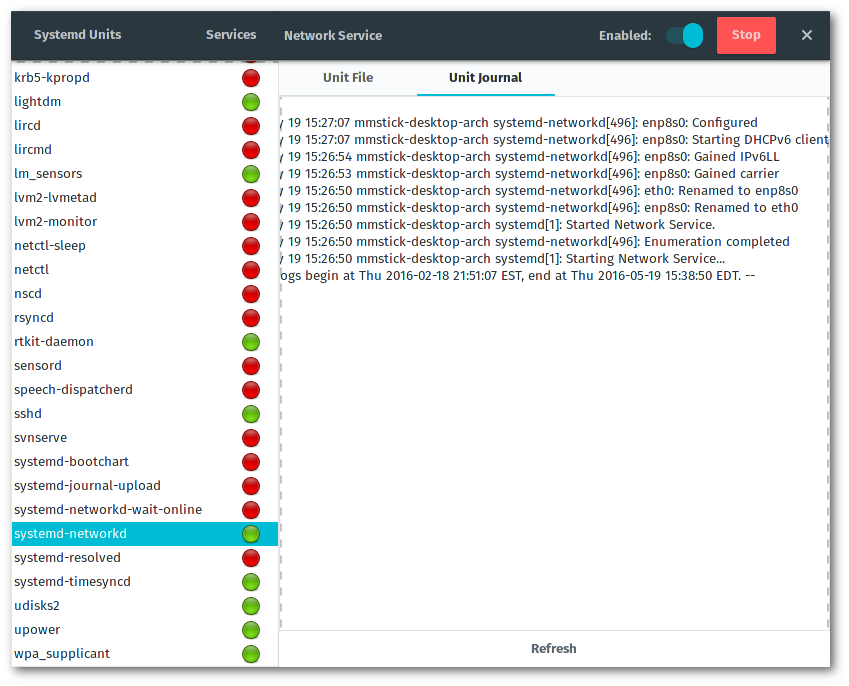 Systemd Units
Services
Network Service
Enabled:
Stop
krb5-kpropd
lightdm
lircd
lircmd
lm_sensors
lvm2-lvmetad
lvm2-monitor
netctl-sleep
netctl
nscd
rsyncd
rtkit-daemon
sensord
speech-dispatcherd
sshd
svnserve
systemd-bootchart
systemd-journal-upload
systemd-networkd-wait-online
systemd-networkd
systemd-resolved
systemd-timesyncd
udisks2
upower
wpa_supplicant
Unit File
Unit Journal
19 15:27:07 mmstick-desktop-arch systemd-networkd[496]: enp8s0: Configured
19 15:27:07 mmstick-desktop-arch systemd-networkd[496]: enp8s0: Starting DHCPv6 client
19 15:26:54 mmstick-desktop-arch systemd-networkd[496]: enp8s0: Gained IPv6LL
19 15:26:53 mmstick-desktop-arch systemd-networkd[496]: enp8s0: Gained carrier
19 15:26:50 mmstick-desktop-arch systemd-networkd[496]: eth0: Renamed to enp8s0
19 15:26:50 mmstick-desktop-arch systemd-networkd[496]: enp8s0: Renamed to eth0
19 15:26:50 mmstick-desktop-arch systemd[1]: Started Network Service.
19 15:26:50 mmstick-desktop-arch systemd-networkd[496]: Enumeration completed
19 15:26:50 mmstick-desktop-arch systemd[1]: Starting Network Service...
ogs begin at Thu 2016-02-18 21:51:07 EST, end at Thu 2016-05-19 15:38:50 EDT. --
Refresh